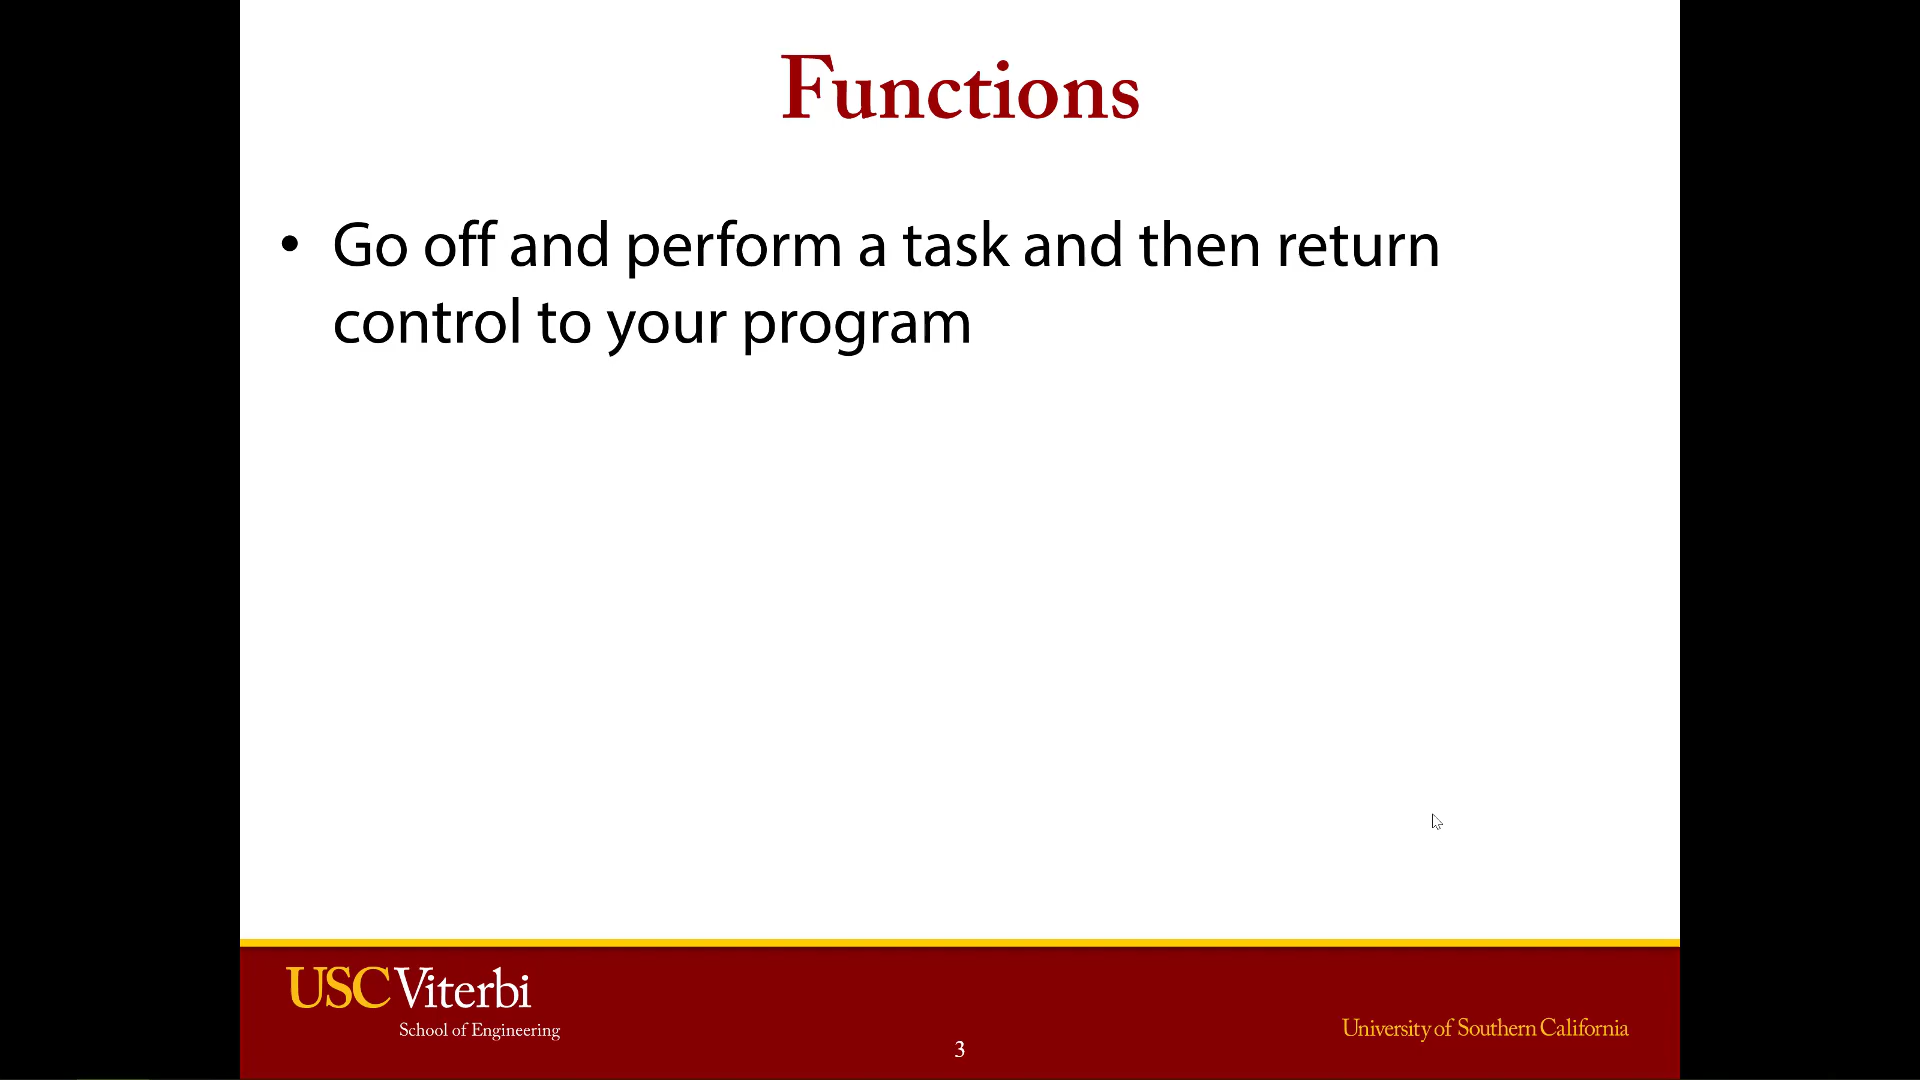 Functions
• Go off and perform a task and then return
control to your program
USC Viterbi
School of Engineering
University of Southern California
3